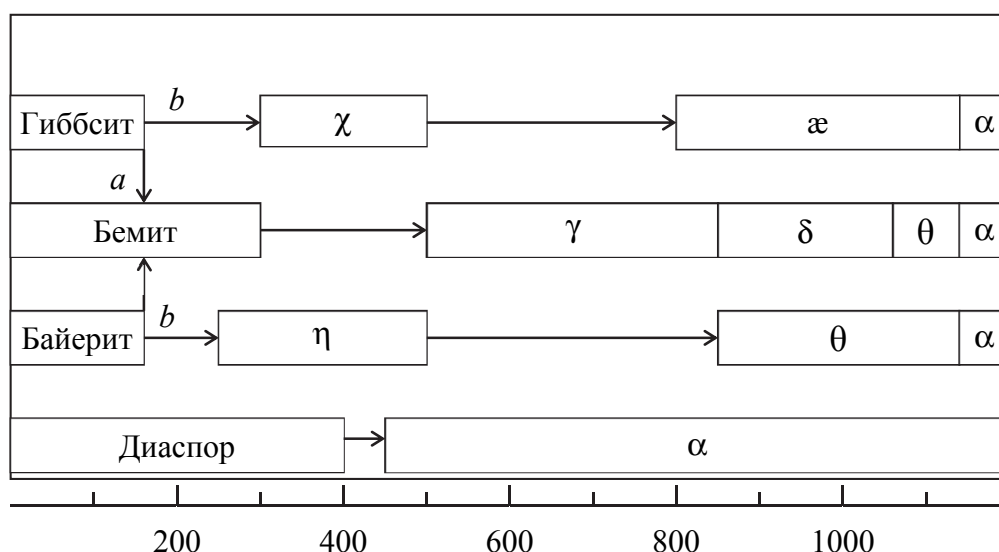 b
Гиббсит χ æ α
a
Бемит γ δ θ α
b
Байерит η θ α
Диаспор α
200 400 600 800 1000